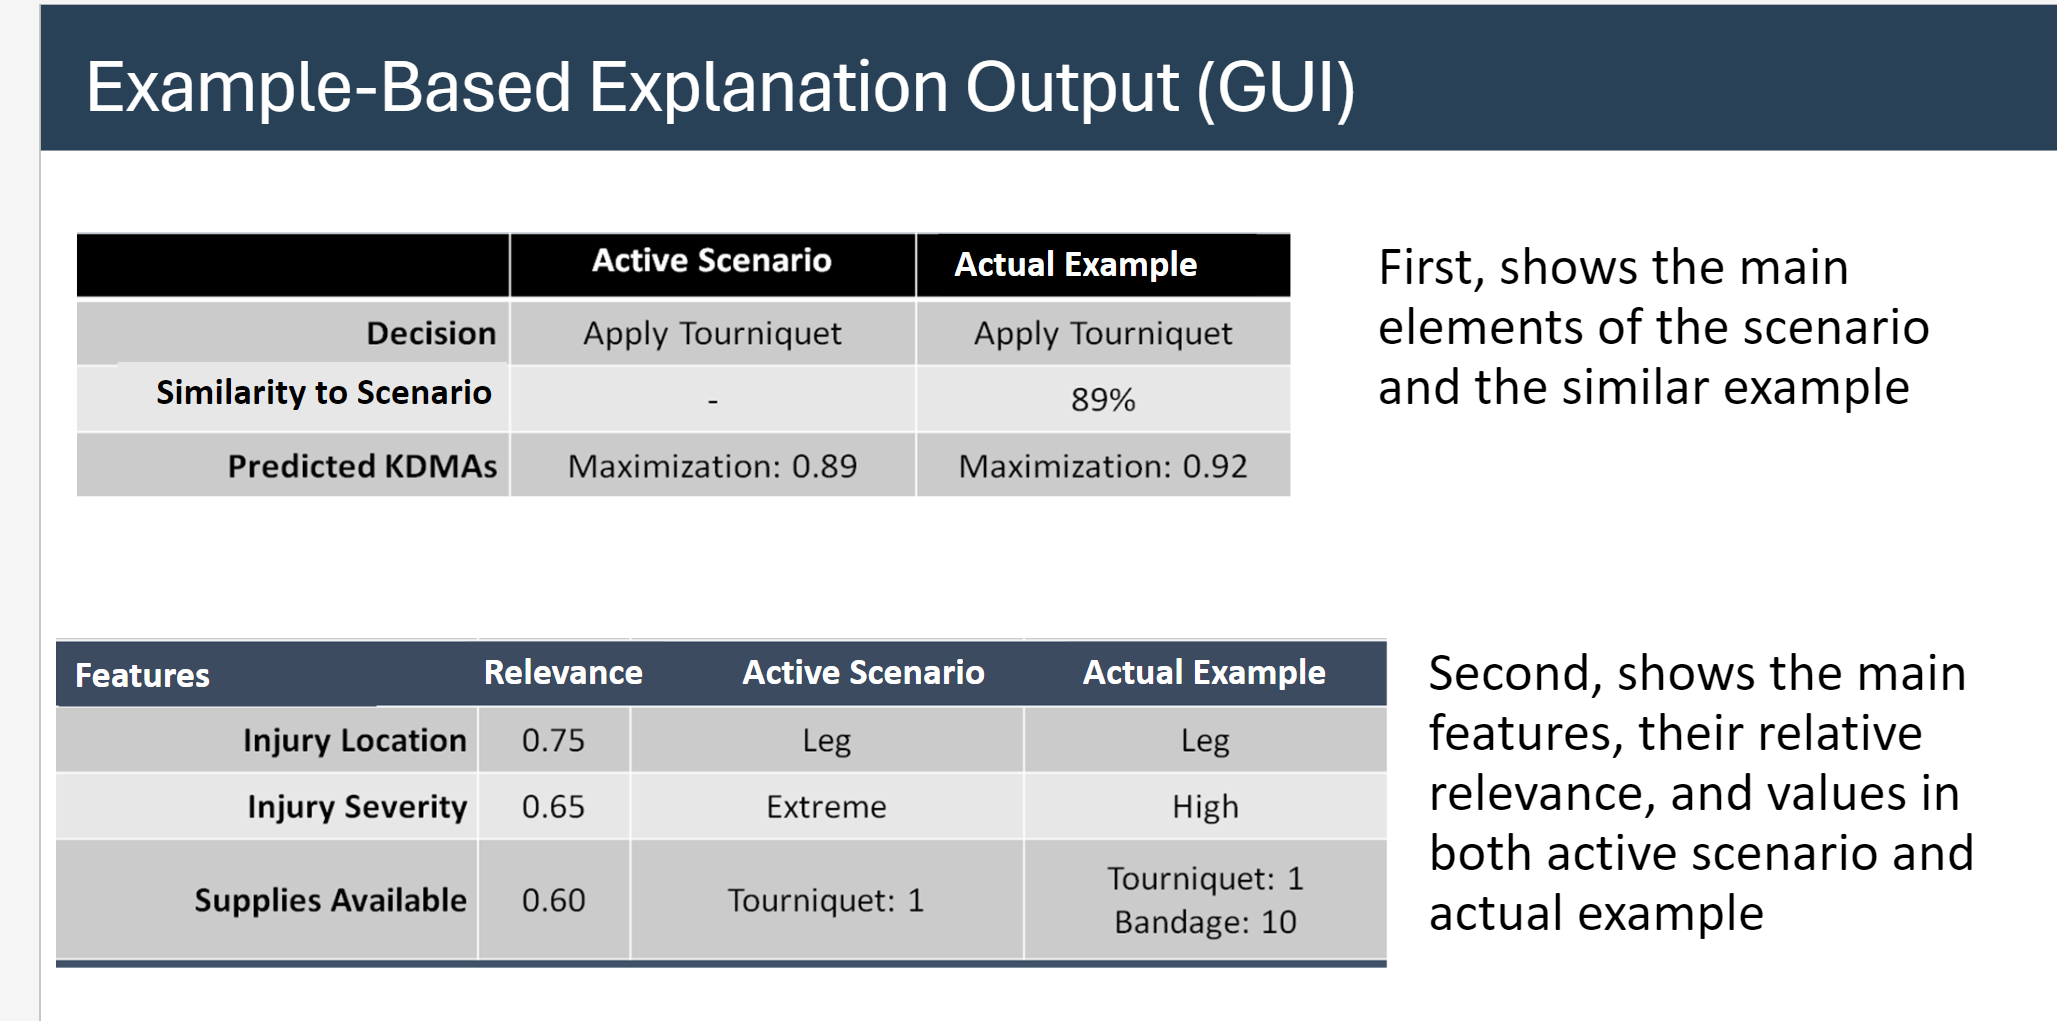 Example-Based Explanation Output (GUI)
Active Scenario Actual Example
Decision Apply Tourniquet Apply Tourniquet
Similarity to Scenario - 89%
Predicted KDMAs Maximization: 0.89 Maximization: 0.92
First, shows the main
elements of the scenario
and the similar example
Features Relevance Active Scenario Actual Example
Injury Location 0.75 Leg Leg
Injury Severity 0.65 Extreme High
Supplies Available 0.60 Tourniquet: 1 Tourniquet: 1
Bandage: 10
Second, shows the main
features, their relative
relevance, and values in
both active scenario and
actual example